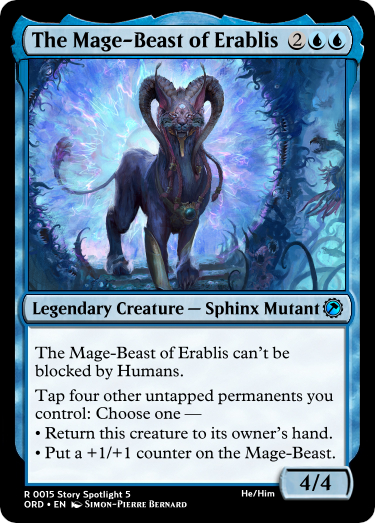 The Mage-Beast of Erablis 2
Legendary Creature — Sphinx Mutant
The Mage-Beast of Erablis can't be
blocked by Humans.
Tap four other untapped permanents you
control: Choose one —
• Return this creature to its owner's hand.
• Put a +1/+1 counter on the Mage-Beast.
4/4
R 0015 Story Spotlight 5 He/Him
ORD • EN Simon-Pierre Bernard